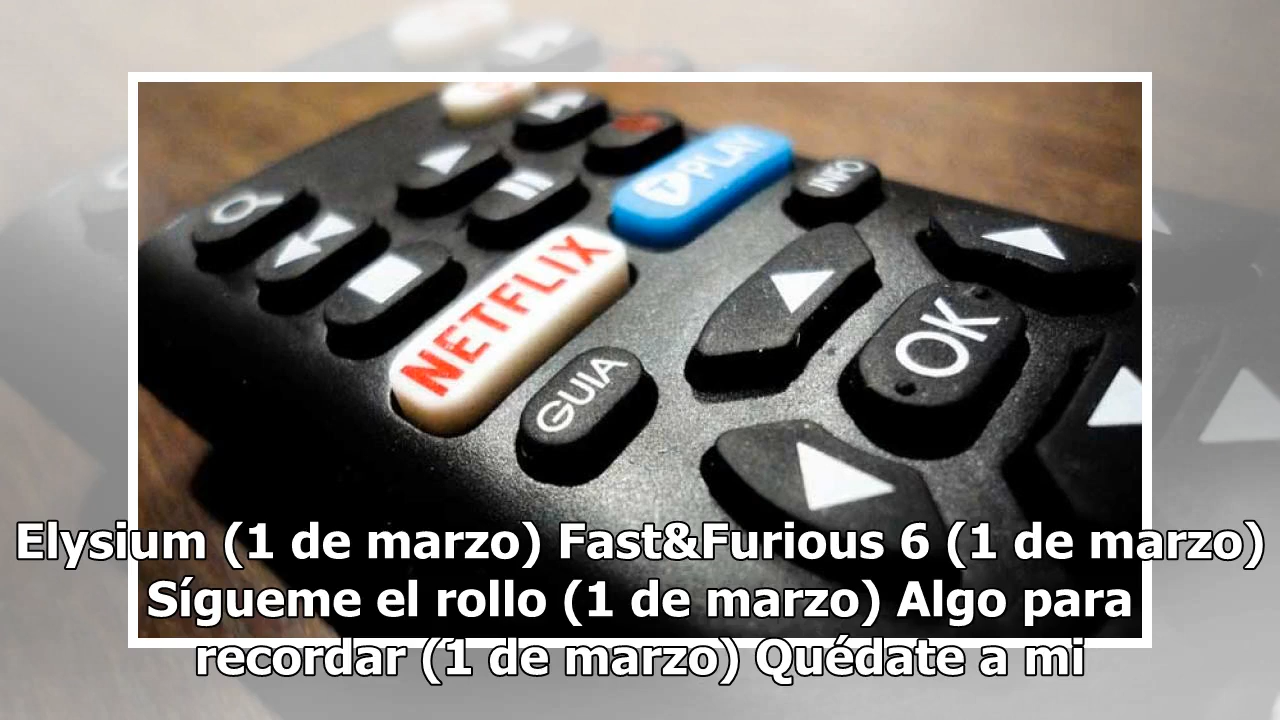 PLAY
INFO
NETFLIX
OK
GUIA
Elysium (1 de marzo) Fast&Furious 6 (1 de marzo)
Sígueme el rollo (1 de marzo) Algo para
recordar (1 de marzo) Quédate a mi